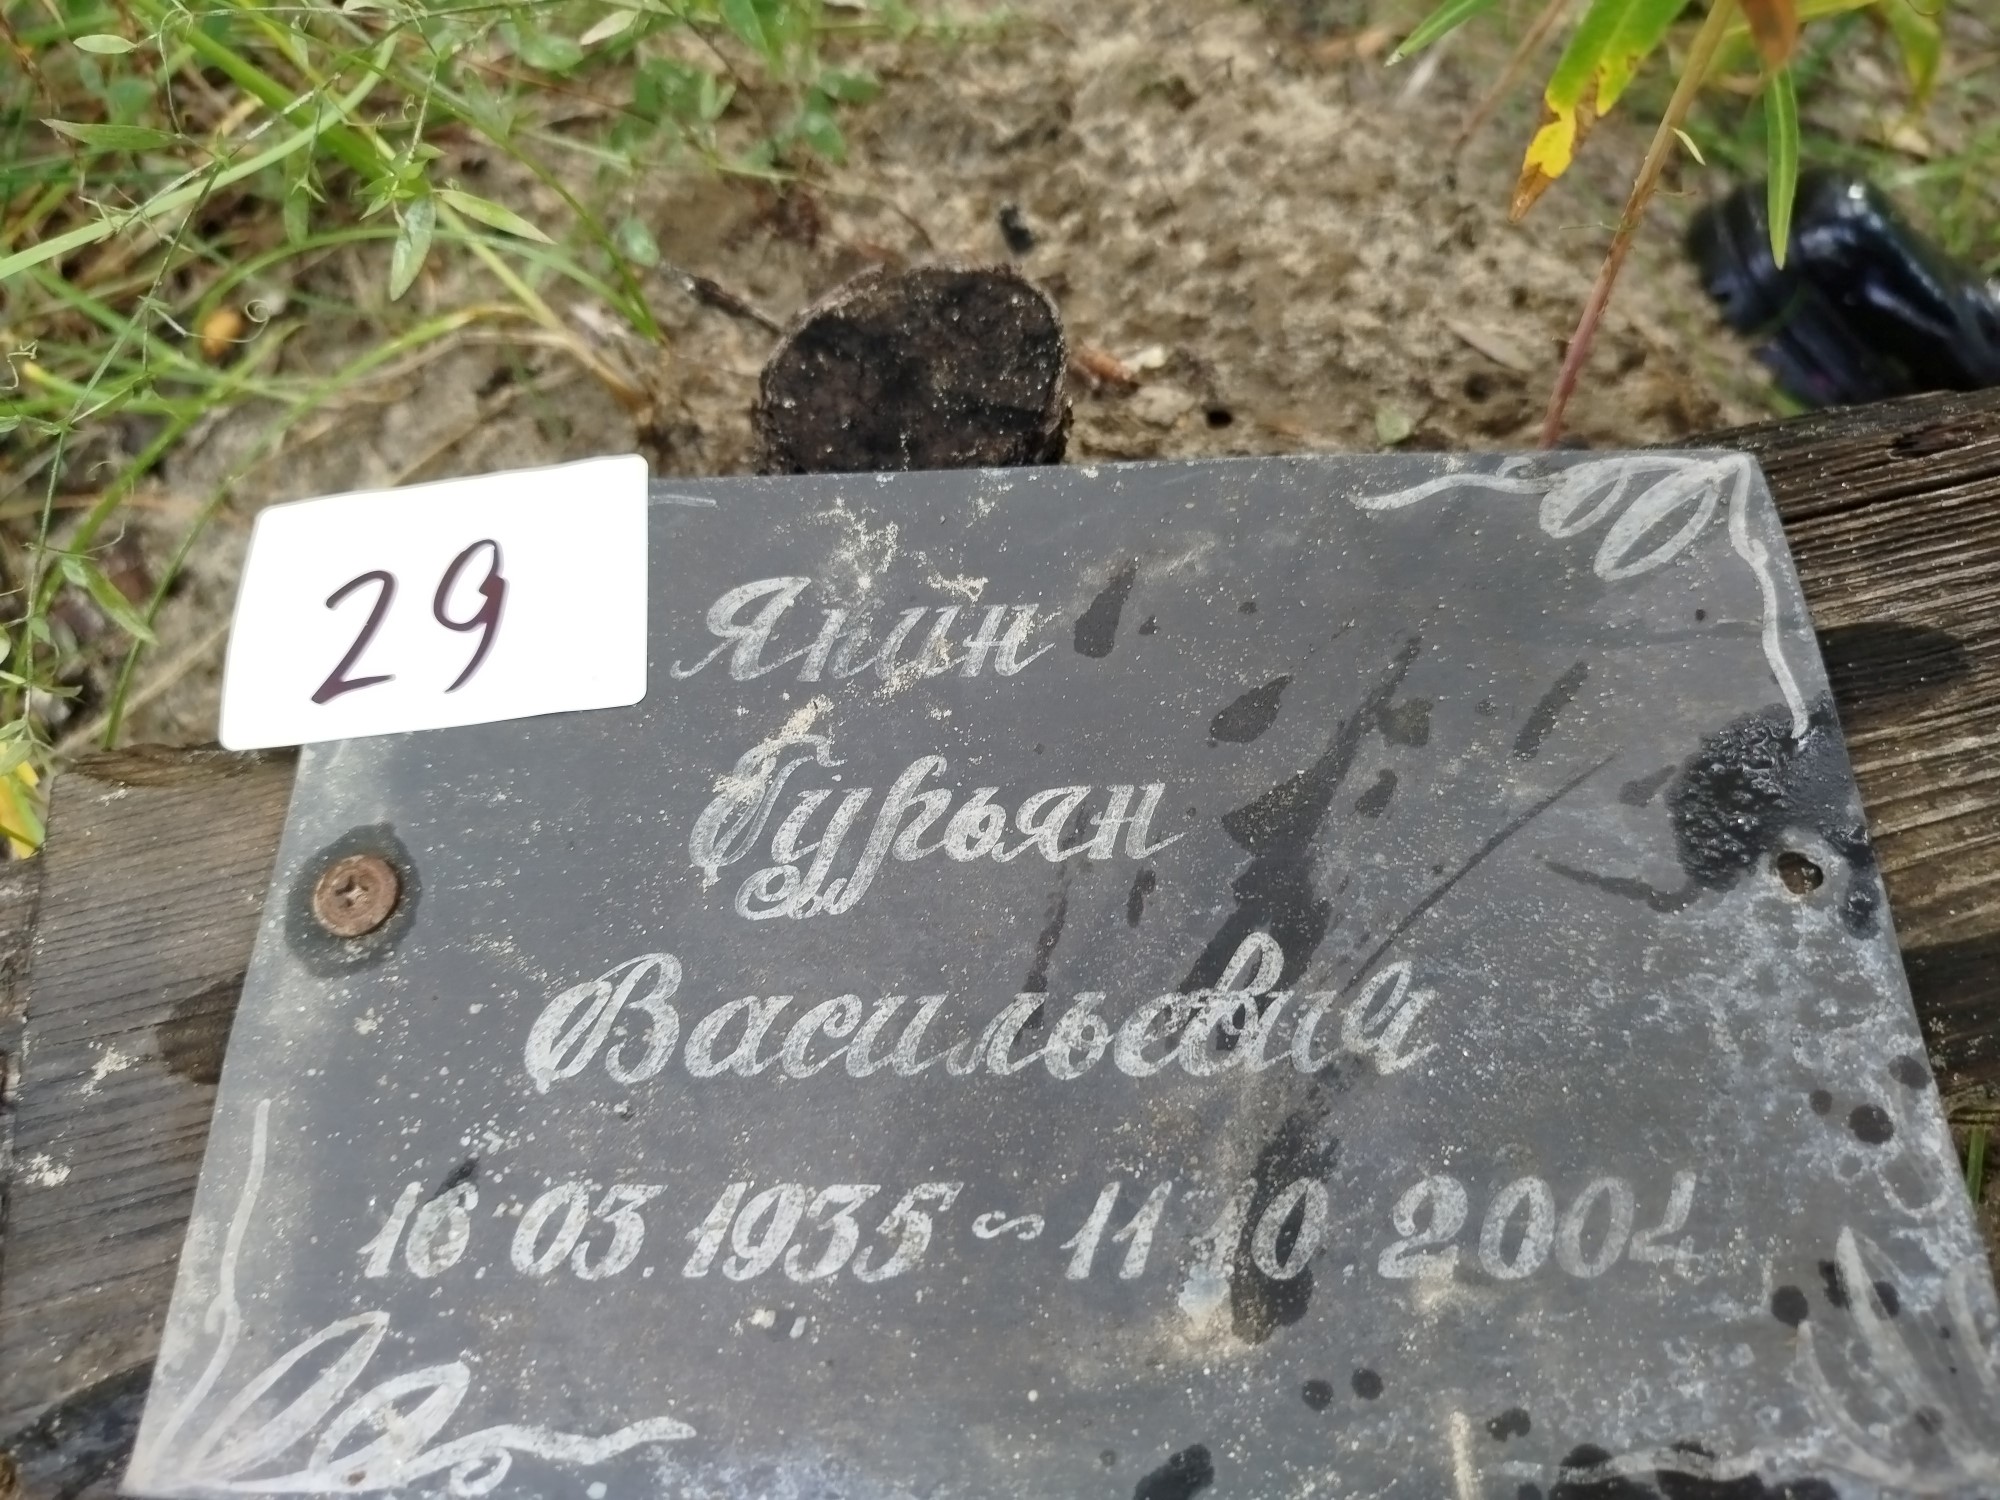 29
Янин
Гурьян
Васильевич
16.03.1935 ~ 11.10.2004